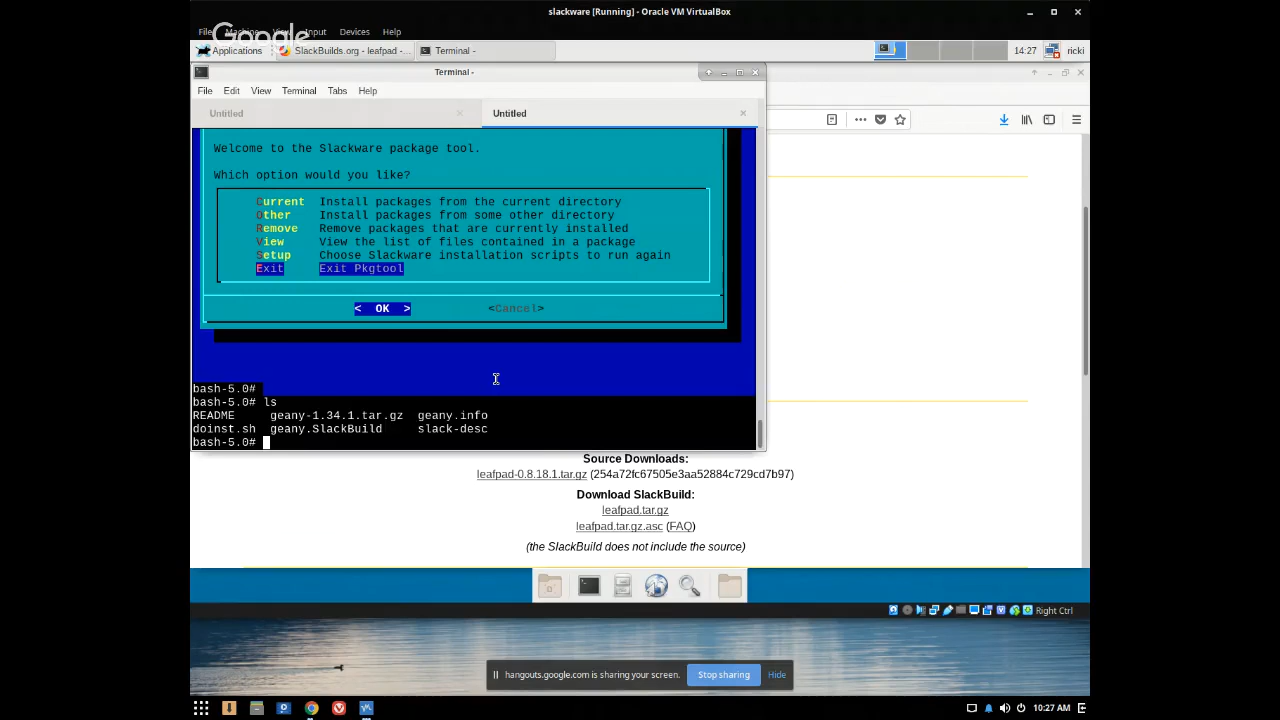 slackware [Running] - Oracle VM VirtualBox
File Machine View Input Devices Help
Google
Applications SlackBuilds.org - leafpad -... Terminal - 14:27 ricki
Terminal -
File Edit View Terminal Tabs Help
Untitled Untitled
Welcome to the Slackware package tool.
Which option would you like?
Current Install packages from the current directory
Other Install packages from some other directory
Remove Remove packages that are currently installed
View View the list of files contained in a package
Setup Choose Slackware installation scripts to run again
Exit Exit Pkgtool
< OK > <Cancel>
bash-5.0#
bash-5.0# ls
README geany-1.34.1.tar.gz geany.info
doinst.sh geany.SlackBuild slack-desc
bash-5.0#
Source Downloads:
leafpad-0.8.18.1.tar.gz (254a72fc67505e3aa52884c729cd7b97)
Download SlackBuild:
leafpad.tar.gz
leafpad.tar.gz.asc (FAQ)
(the SlackBuild does not include the source)
Right Ctrl
hangouts.google.com is sharing your screen. Stop sharing Hide
10:27 AM